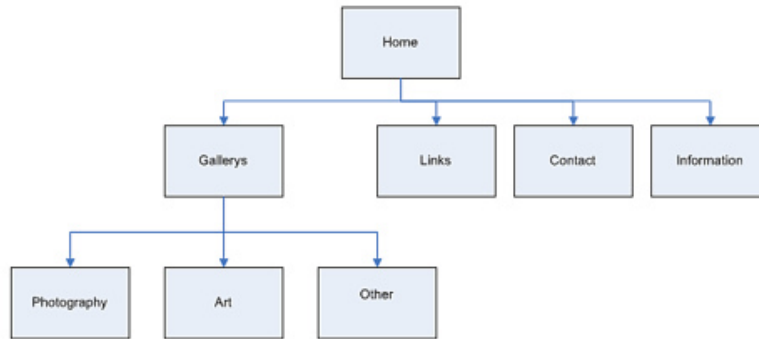 Home
Gallerys
Links
Contact
Information
Photography
Art
Other